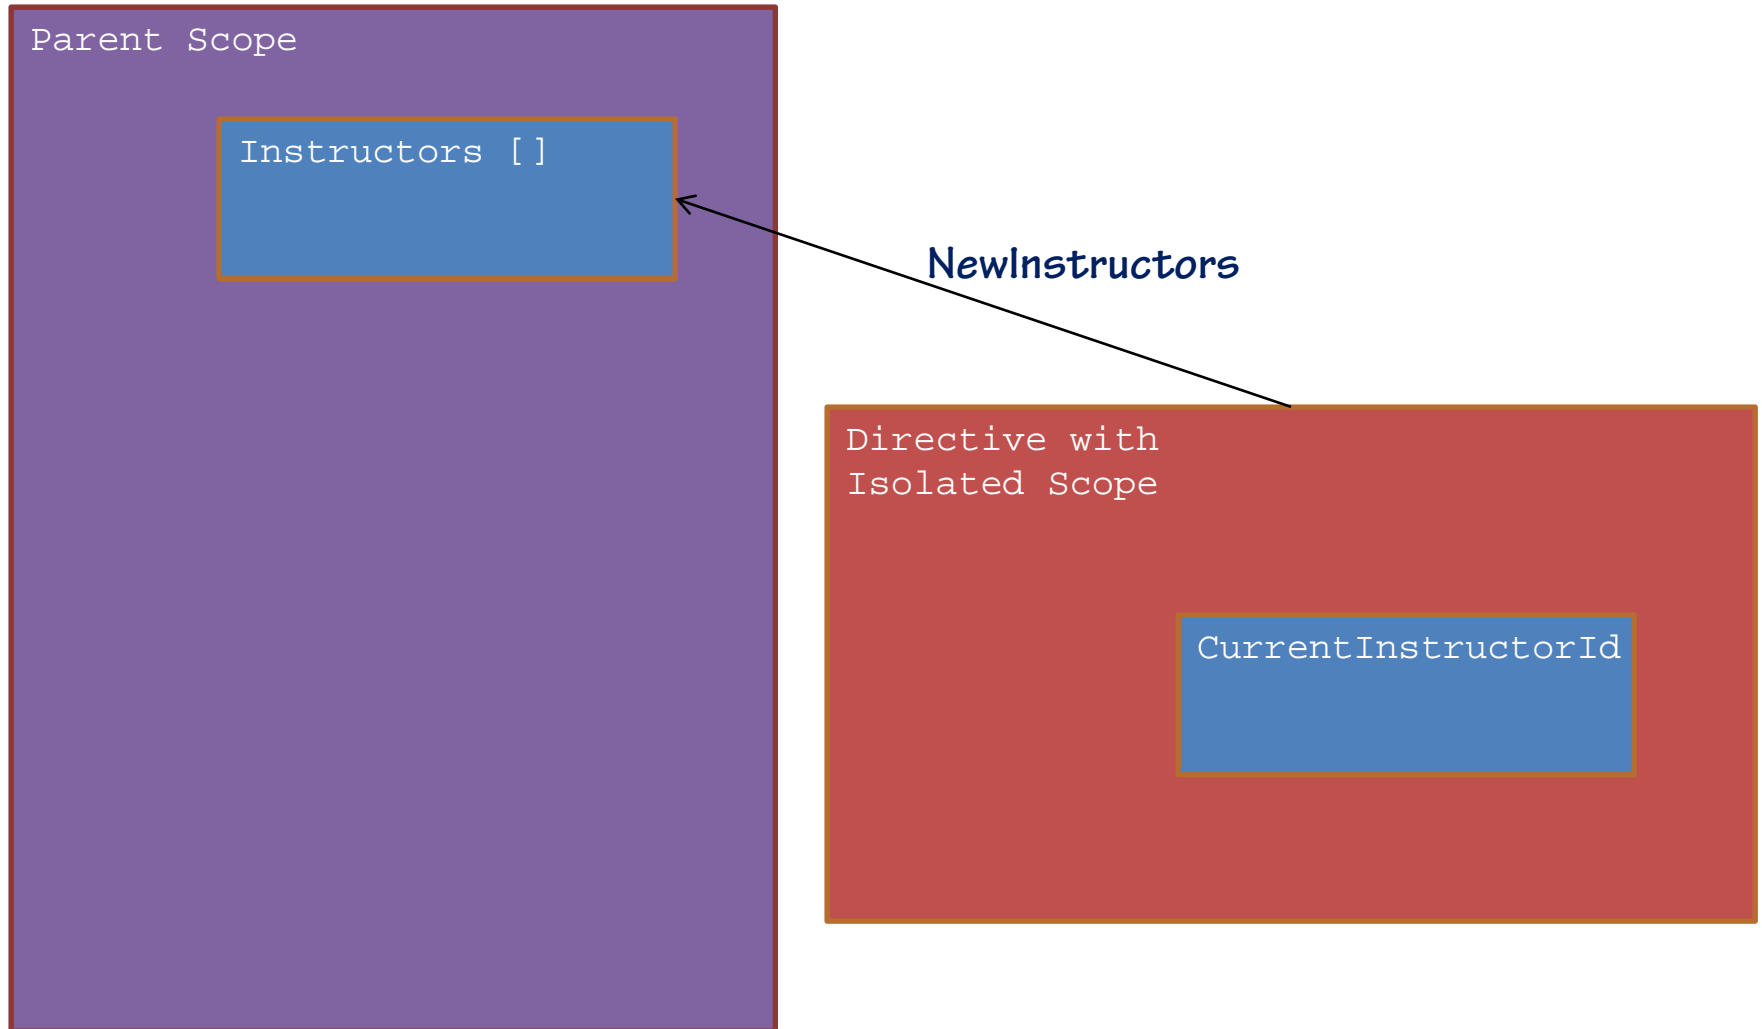 Parent Scope
Instructors []
NewInstructors
Directive with
Isolated Scope
CurrentInstructorId